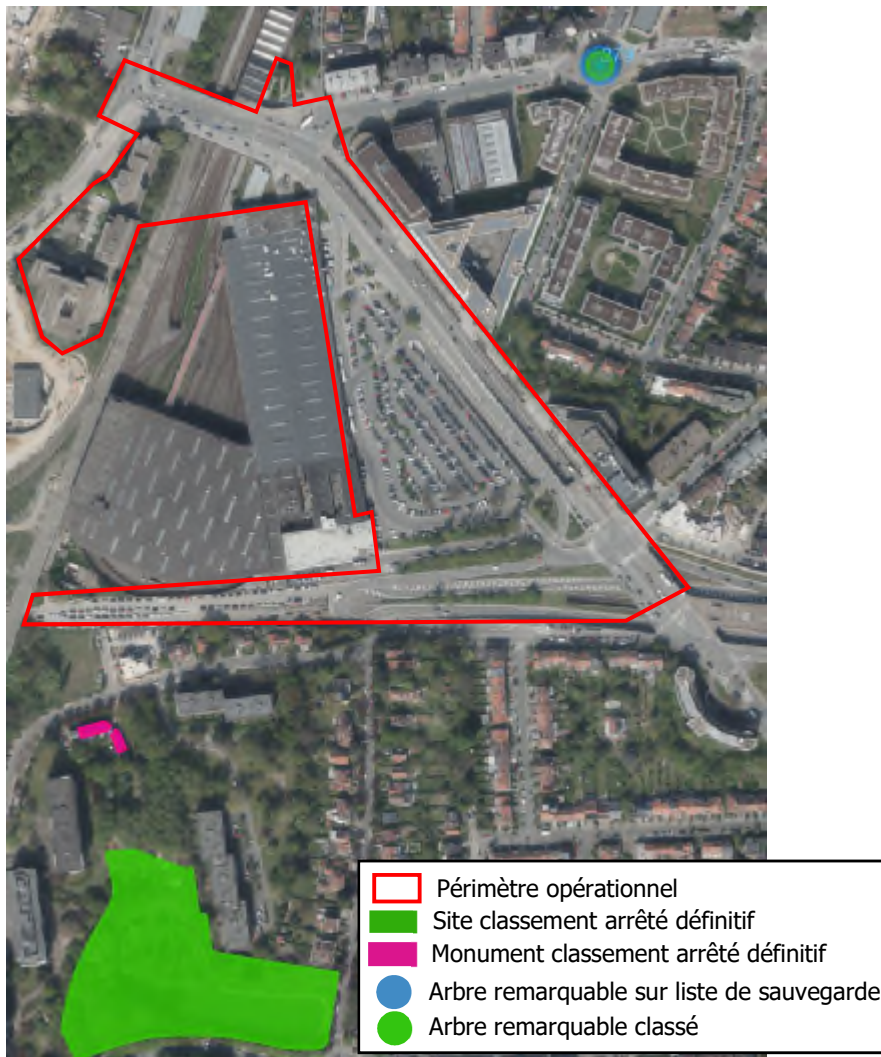 Périmètre opérationnel
Site classement arrêté définitif
Monument classement arrêté définitif
Arbre remarquable sur liste de sauvegarde
Arbre remarquable classé